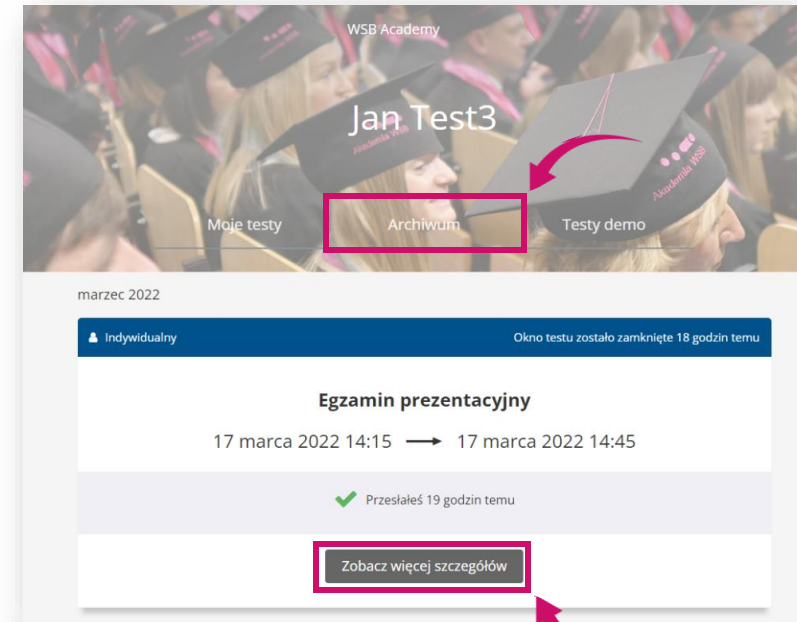 WSB Academy
Jan Test3
Moje testy Archiwum Testy demo
Akademia WSB
marzec 2022
Indywidualny Okno testu zostało zamknięte 18 godzin temu
Egzamin prezentacyjny
17 marca 2022 14:15 17 marca 2022 14:45
Przesłałeś 19 godzin temu
Zobacz więcej szczegółów